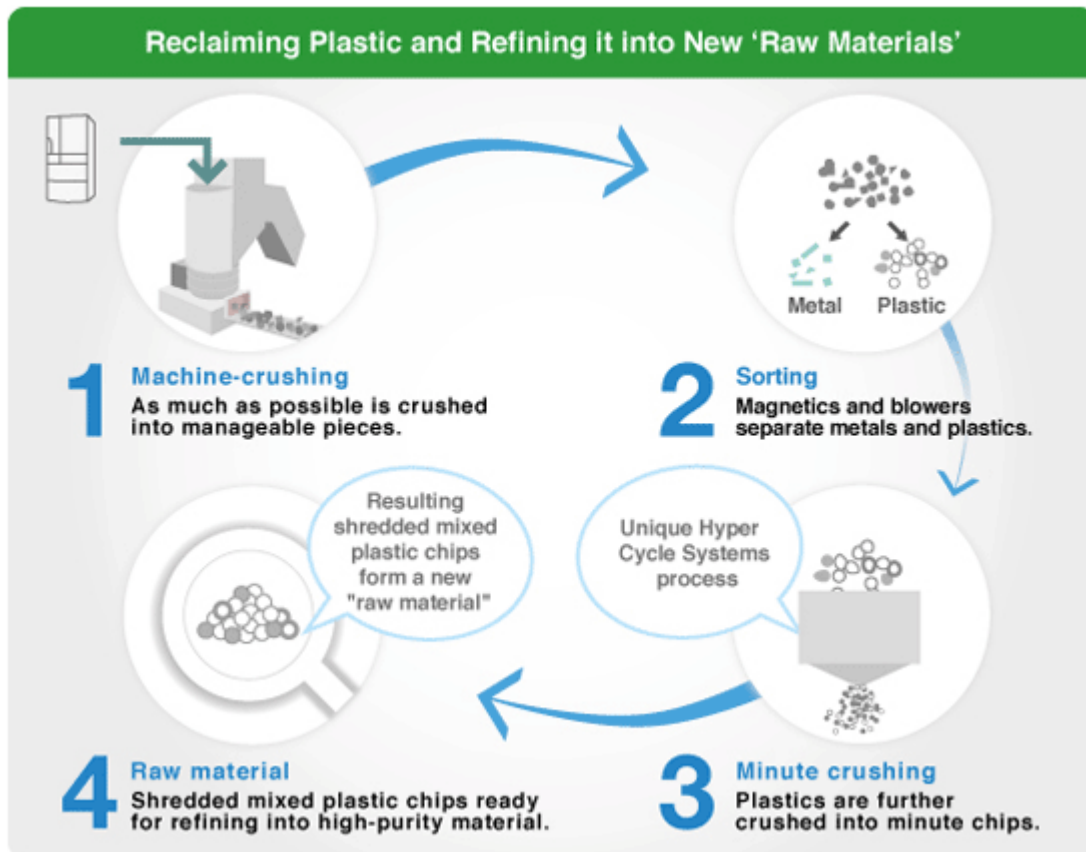 Reclaiming Plastic and Refining it into New ‘Raw Materials’
1
Machine-crushing
As much as possible is crushed
into manageable pieces.
Metal
Plastic
2
Sorting
Magnetics and blowers
separate metals and plastics.
Unique Hyper
Cycle Systems
process
3
Minute crushing
Plastics are further
crushed into minute chips.
Resulting
shredded mixed
plastic chips
form a new
"raw material"
4
Raw material
Shredded mixed plastic chips ready
for refining into high-purity material.